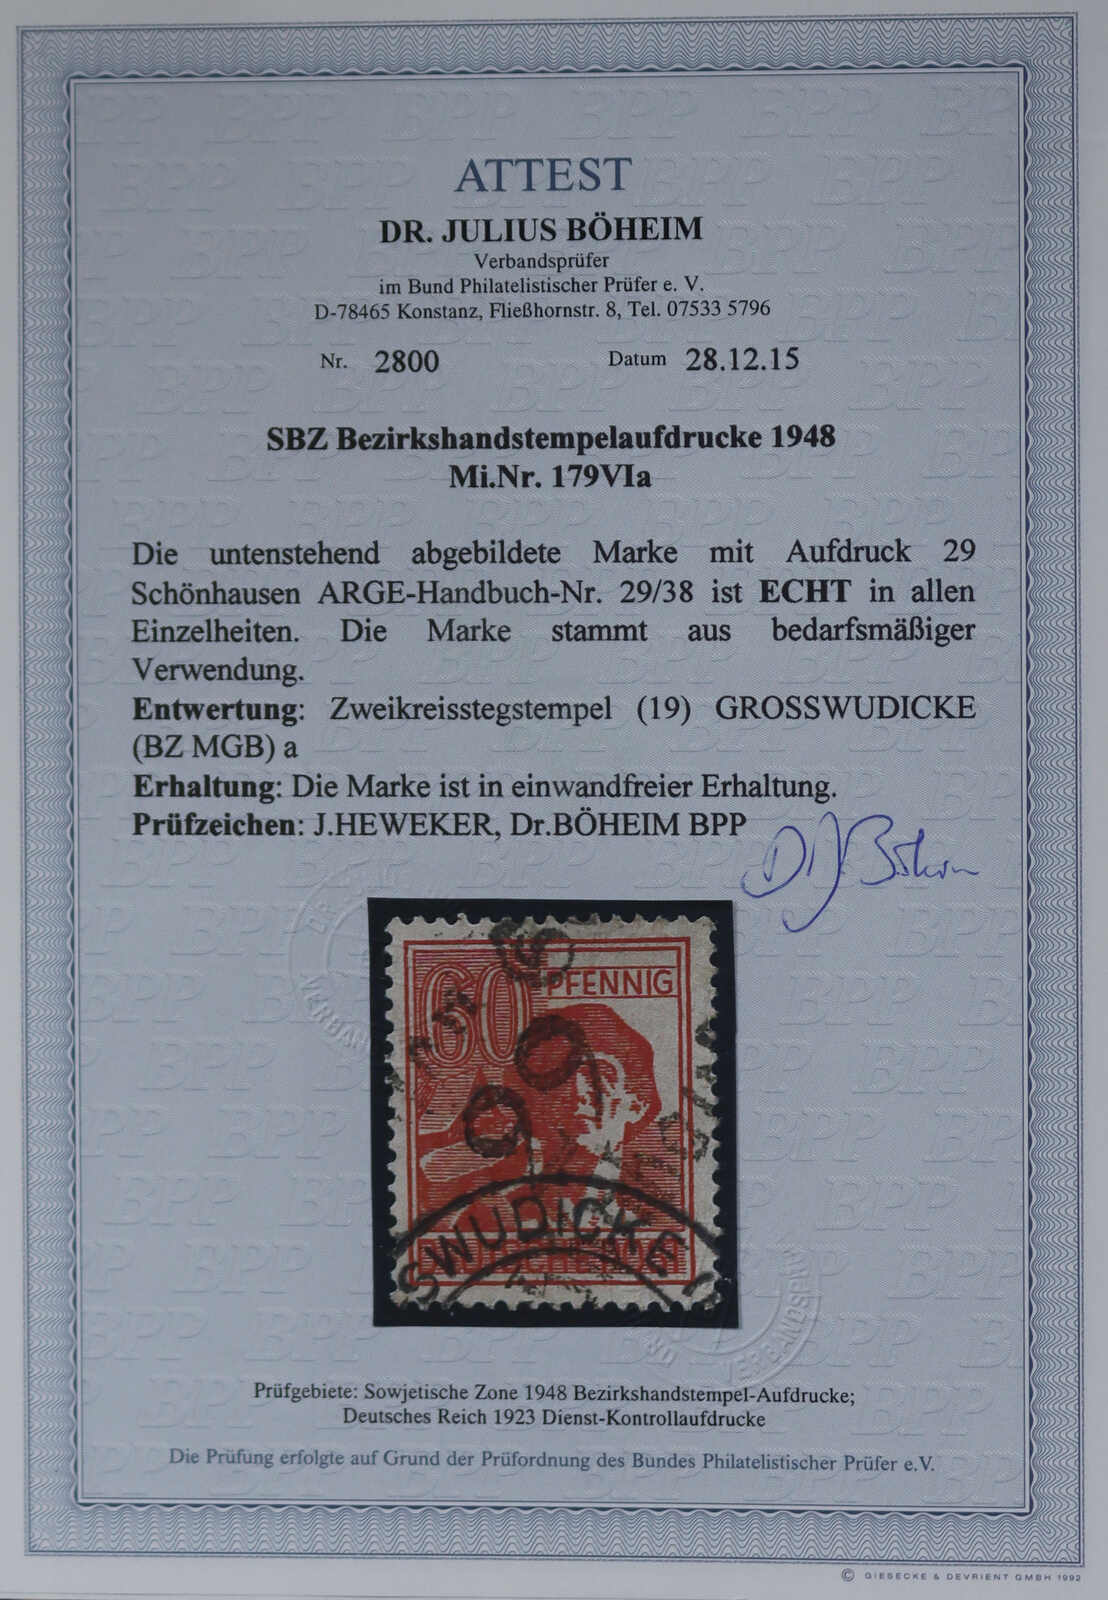 ATTEST
DR. JULIUS BÖHEIM
Verbandsprüfer
im Bund Philatelistischer Prüfer e. V.
D-78465 Konstanz, Fließhornstr. 8, Tel. 07533 5796
Nr. 2800 Datum 28.12.15
SBZ Bezirkshandstempelaufdrucke 1948
Mi.Nr. 179VIa
Die untenstehend abgebildete Marke mit Aufdruck 29
Schönhausen ARGE-Handbuch-Nr. 29/38 ist ECHT in allen
Einzelheiten. Die Marke stammt aus bedarfsmäßiger
Verwendung.
Entwertung: Zweikreisstegstempel (19) GROSSWUDICKE
(BZ MGB) a
Erhaltung: Die Marke ist in einwandfreier Erhaltung.
Prüfzeichen: J.HEWEKER, Dr.BÖHEIM BPP
Dr J. Böheim
60 PFENNIG
SWUDICKE
DEUTSCHE POST
Prüfgebiete: Sowjetische Zone 1948 Bezirkshandstempel-Aufdrucke;
Deutsches Reich 1923 Dienst-Kontrollaufdrucke
Die Prüfung erfolgte auf Grund der Prüfordnung des Bundes Philatelistischer Prüfer e.V.
© GIESECKE & DEVRIENT GMBH 1992